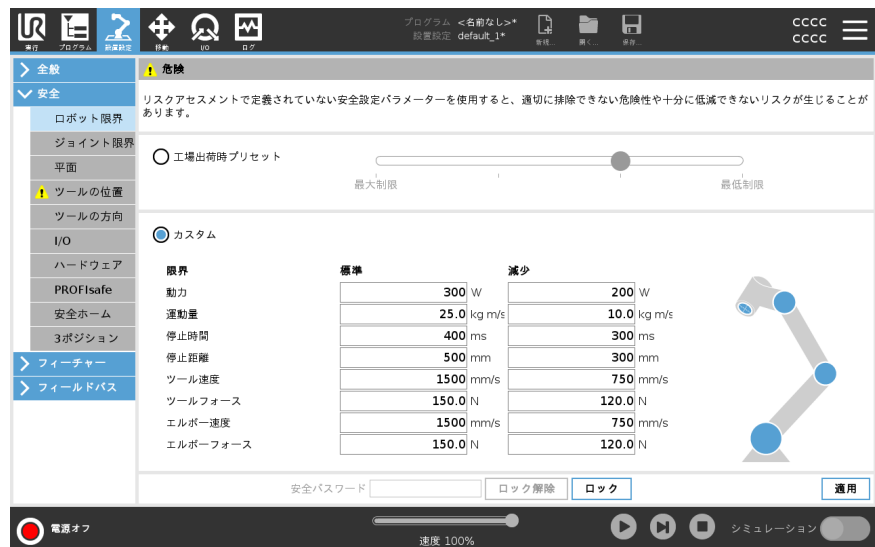 プログラム <名前なし>*
設置設定 default_1*
新規...
開く...
保存...
CCCC
CCCC
実行
プログラム
設置設定
移動
I/O
ログ
全般
安全
ロボット限界
ジョイント限界
平面
ツールの位置
ツールの方向
I/O
ハードウェア
PROFIsafe
安全ホーム
3ポジション
フィーチャー
フィールドバス
危険
リスクアセスメントで定義されていない安全設定パラメーターを使用すると、適切に排除できない危険性や十分に低減できないリスクが生じることが
あります。
工場出荷時プリセット
最大制限
最低制限
カスタム
限界 標準 減少
動力 300 W 200 W
運動量 25.0 kg m/s 10.0 kg m/s
停止時間 400 ms 300 ms
停止距離 500 mm 300 mm
ツール速度 1500 mm/s 750 mm/s
ツールフォース 150.0 N 120.0 N
エルボー速度 1500 mm/s 750 mm/s
エルボーフォース 150.0 N 120.0 N
安全パスワード ロック解除 ロック 適用
電源オフ
速度 100%
シミュレーション